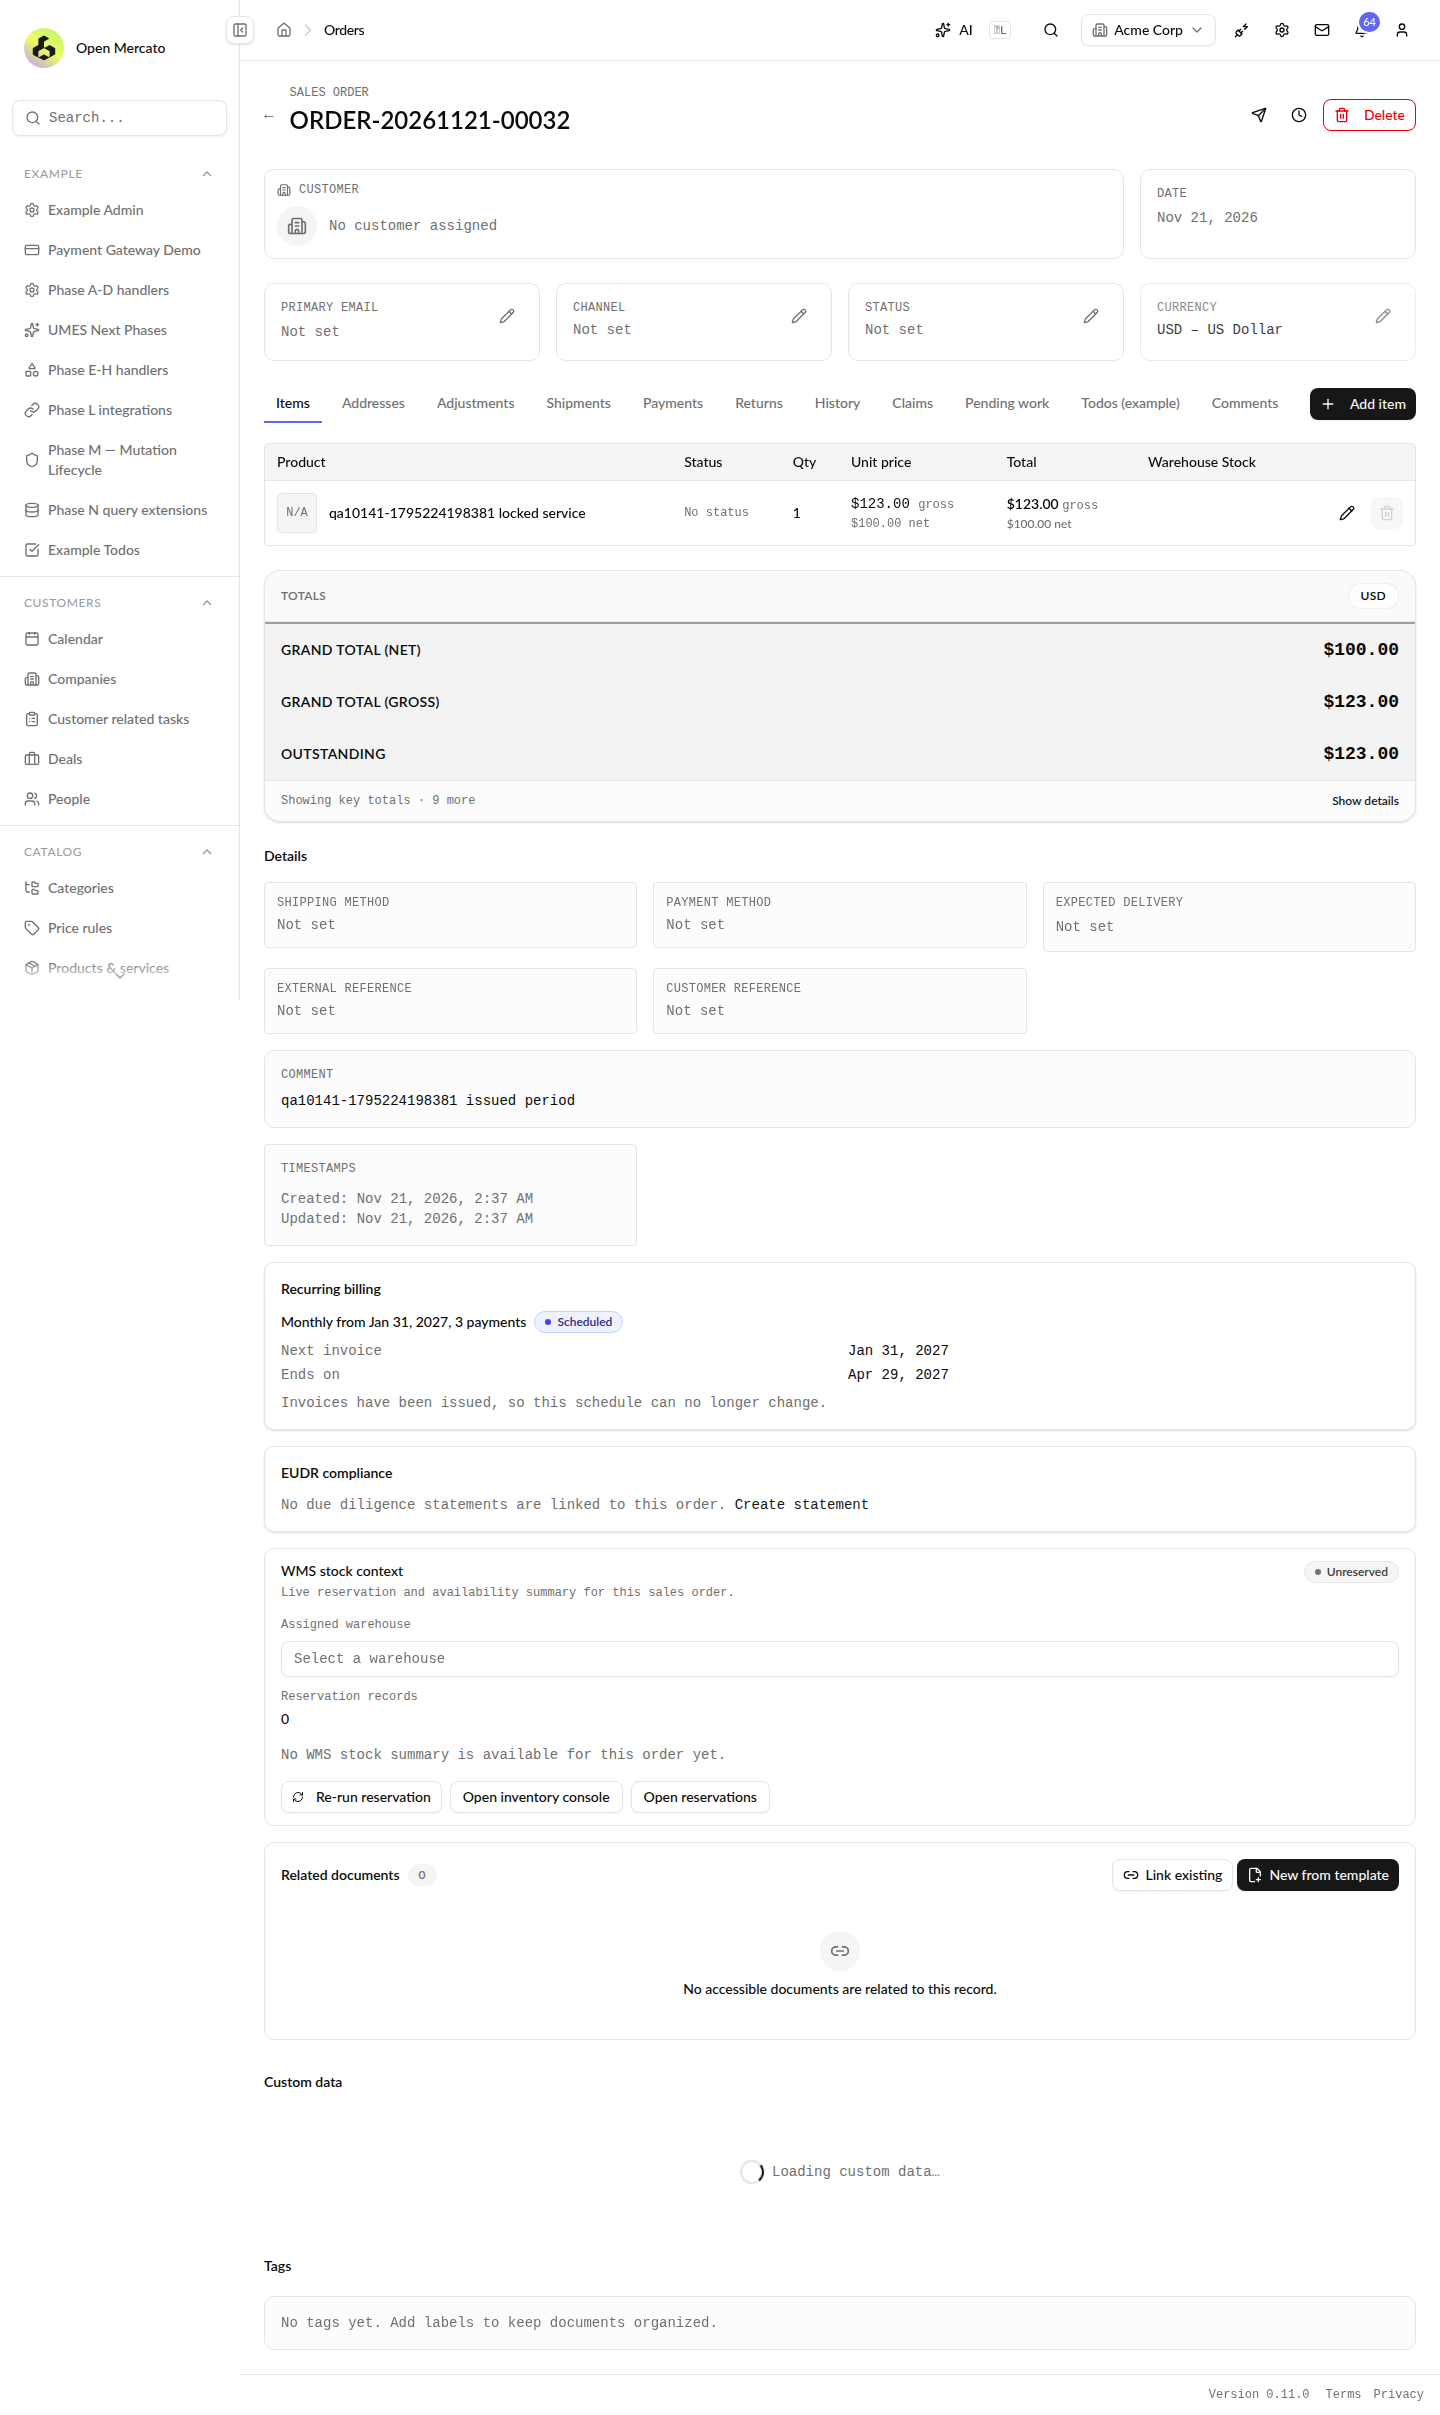 Open Mercato
Orders
AI
L
Acme Corp
64
Search...
EXAMPLE
Example Admin
Payment Gateway Demo
Phase A-D handlers
UMES Next Phases
Phase E-H handlers
Phase L integrations
Phase M — Mutation
Lifecycle
Phase N query extensions
Example Todos
CUSTOMERS
Calendar
Companies
Customer related tasks
Deals
People
CATALOG
Categories
Price rules
Products & services
←
SALES ORDER
ORDER-20261121-00032
Delete
CUSTOMER
No customer assigned
DATE
Nov 21, 2026
PRIMARY EMAIL
Not set
CHANNEL
Not set
STATUS
Not set
CURRENCY
USD – US Dollar
Items Addresses Adjustments Shipments Payments Returns History Claims Pending work Todos (example) Comments
Add item
Product Status Qty Unit price Total Warehouse Stock
N/A qa10141-1795224198381 locked service No status 1 $123.00 gross $123.00 gross
$100.00 net $100.00 net
TOTALS USD
GRAND TOTAL (NET) $100.00
GRAND TOTAL (GROSS) $123.00
OUTSTANDING $123.00
Showing key totals · 9 more Show details
Details
SHIPPING METHOD
Not set
PAYMENT METHOD
Not set
EXPECTED DELIVERY
Not set
EXTERNAL REFERENCE
Not set
CUSTOMER REFERENCE
Not set
COMMENT
qa10141-1795224198381 issued period
TIMESTAMPS
Created: Nov 21, 2026, 2:37 AM
Updated: Nov 21, 2026, 2:37 AM
Recurring billing
Monthly from Jan 31, 2027, 3 payments Scheduled
Next invoice Jan 31, 2027
Ends on Apr 29, 2027
Invoices have been issued, so this schedule can no longer change.
EUDR compliance
No due diligence statements are linked to this order. Create statement
WMS stock context Unreserved
Live reservation and availability summary for this sales order.
Assigned warehouse
Select a warehouse
Reservation records
0
No WMS stock summary is available for this order yet.
Re-run reservation Open inventory console Open reservations
Related documents 0 Link existing New from template
No accessible documents are related to this record.
Custom data
Loading custom data…
Tags
No tags yet. Add labels to keep documents organized.
Version 0.11.0 Terms Privacy